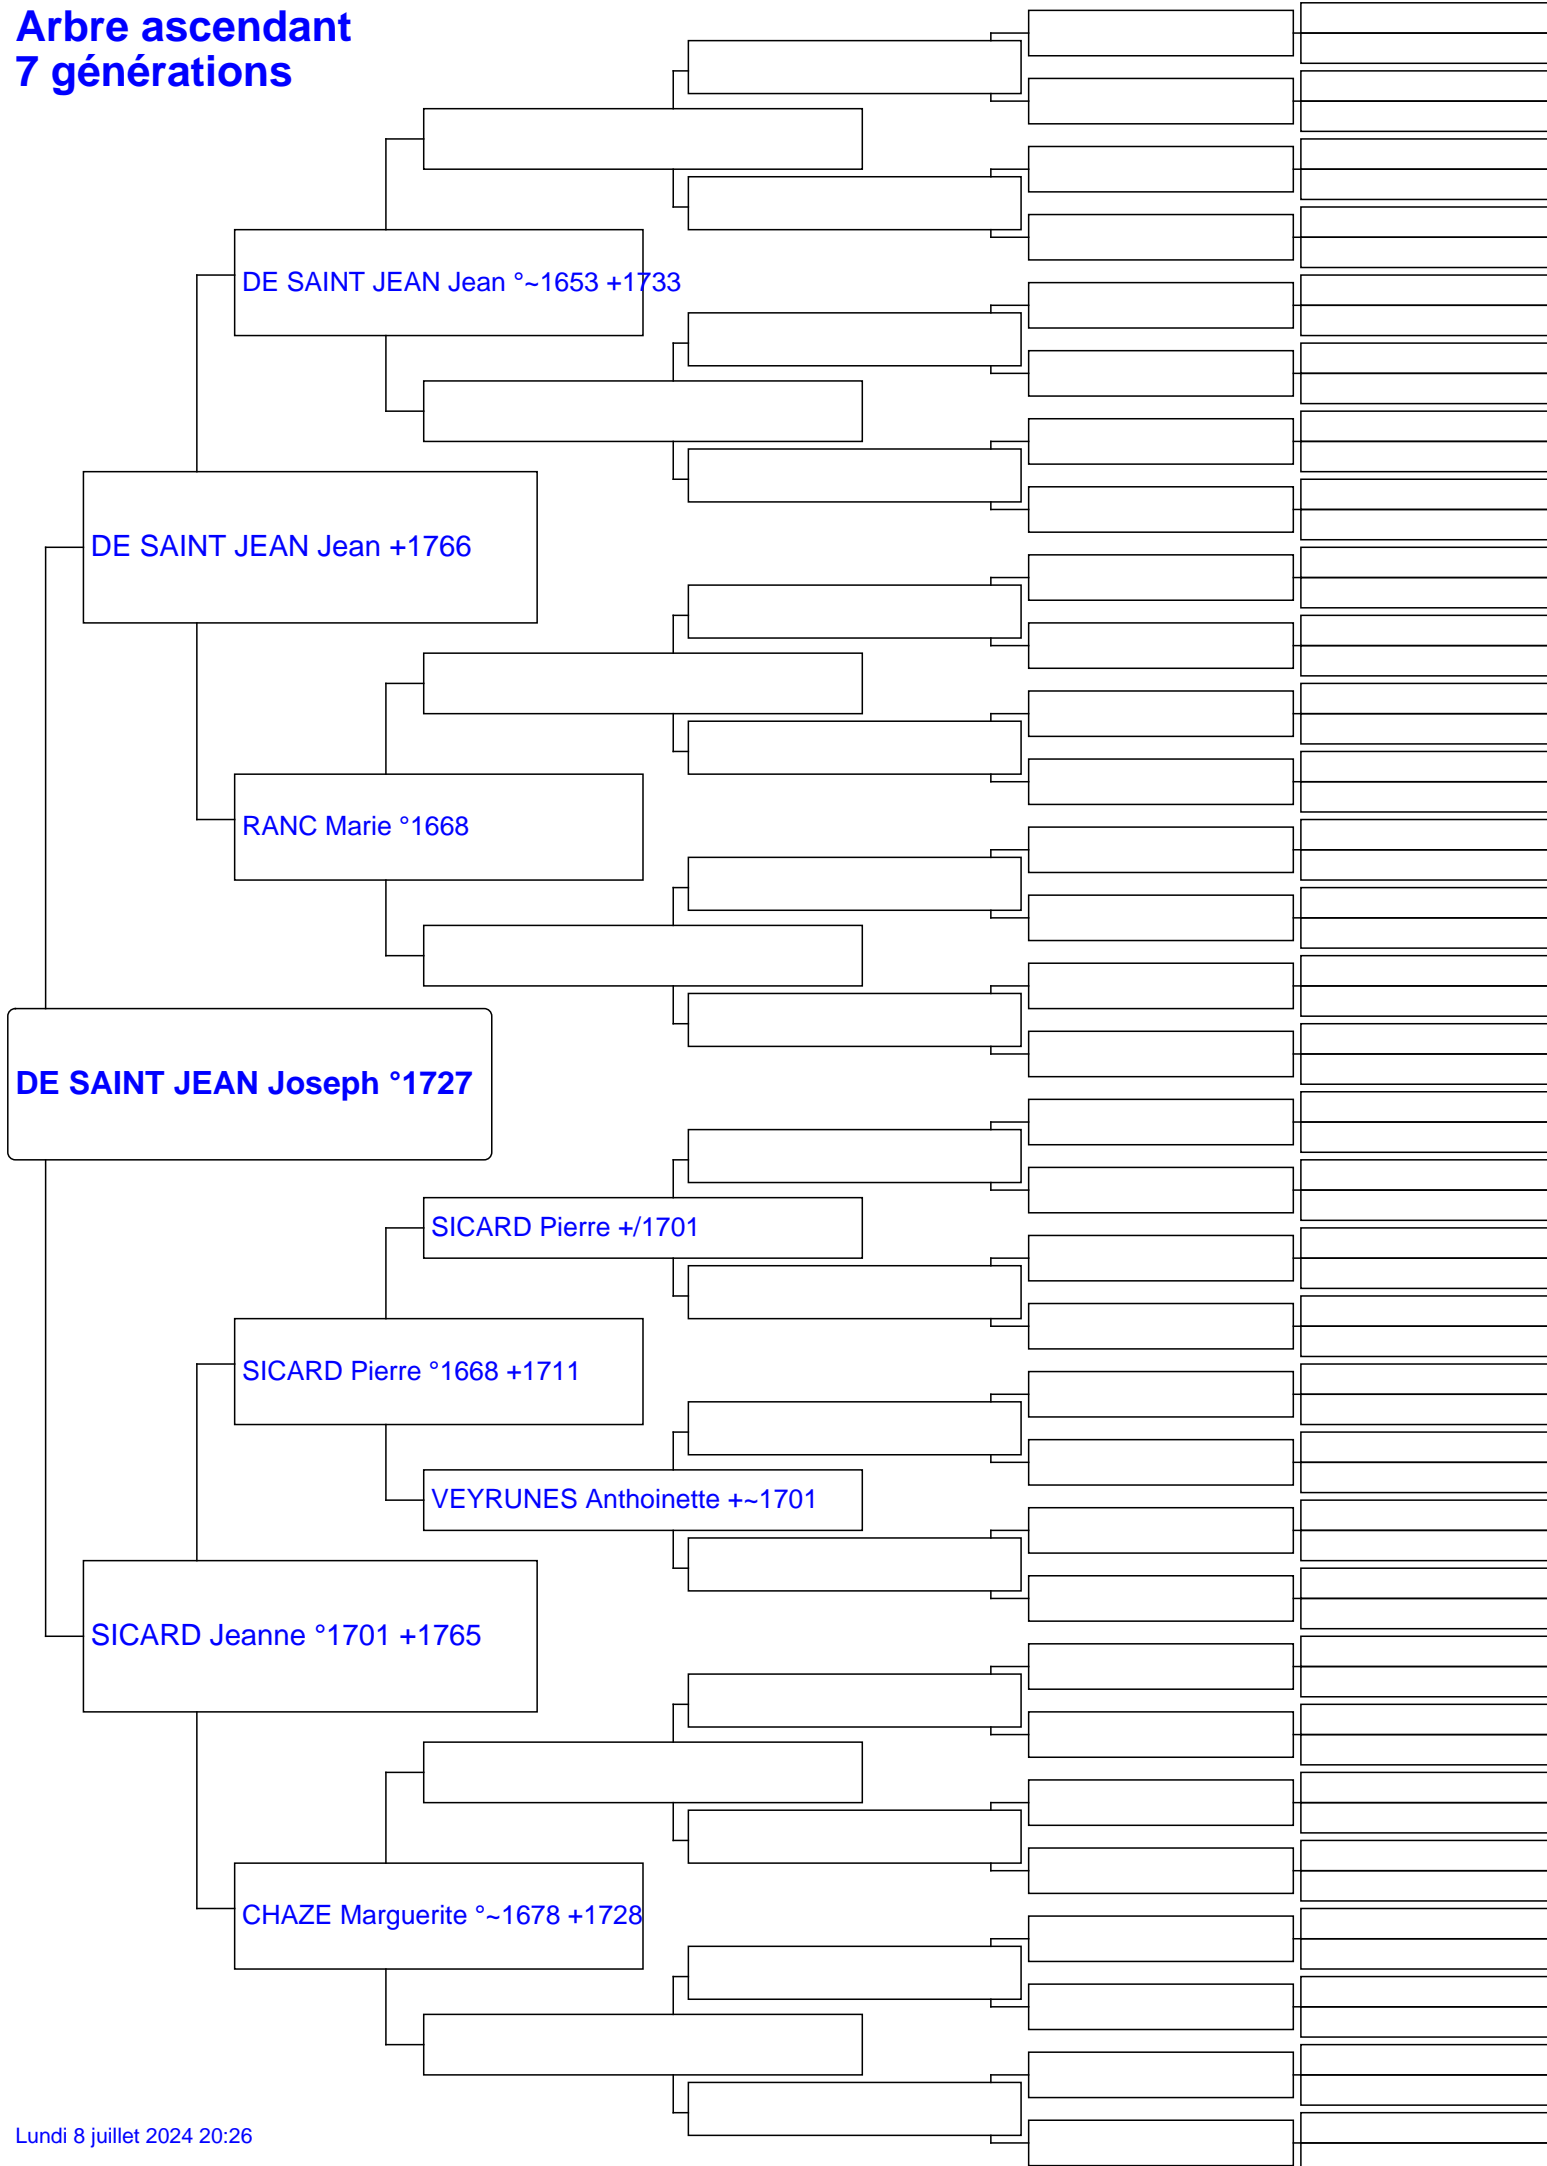 Arbre ascendant
7 générations
DE SAINT JEAN Jean °~1653 +1733
DE SAINT JEAN Jean +1766
RANC Marie °1668
DE SAINT JEAN Joseph °1727
SICARD Pierre +/1701
SICARD Pierre °1668 +1711
VEYRUNES Anthoinette +~1701
SICARD Jeanne °1701 +1765
CHAZE Marguerite °~1678 +1728
Lundi 8 juillet 2024 20:26